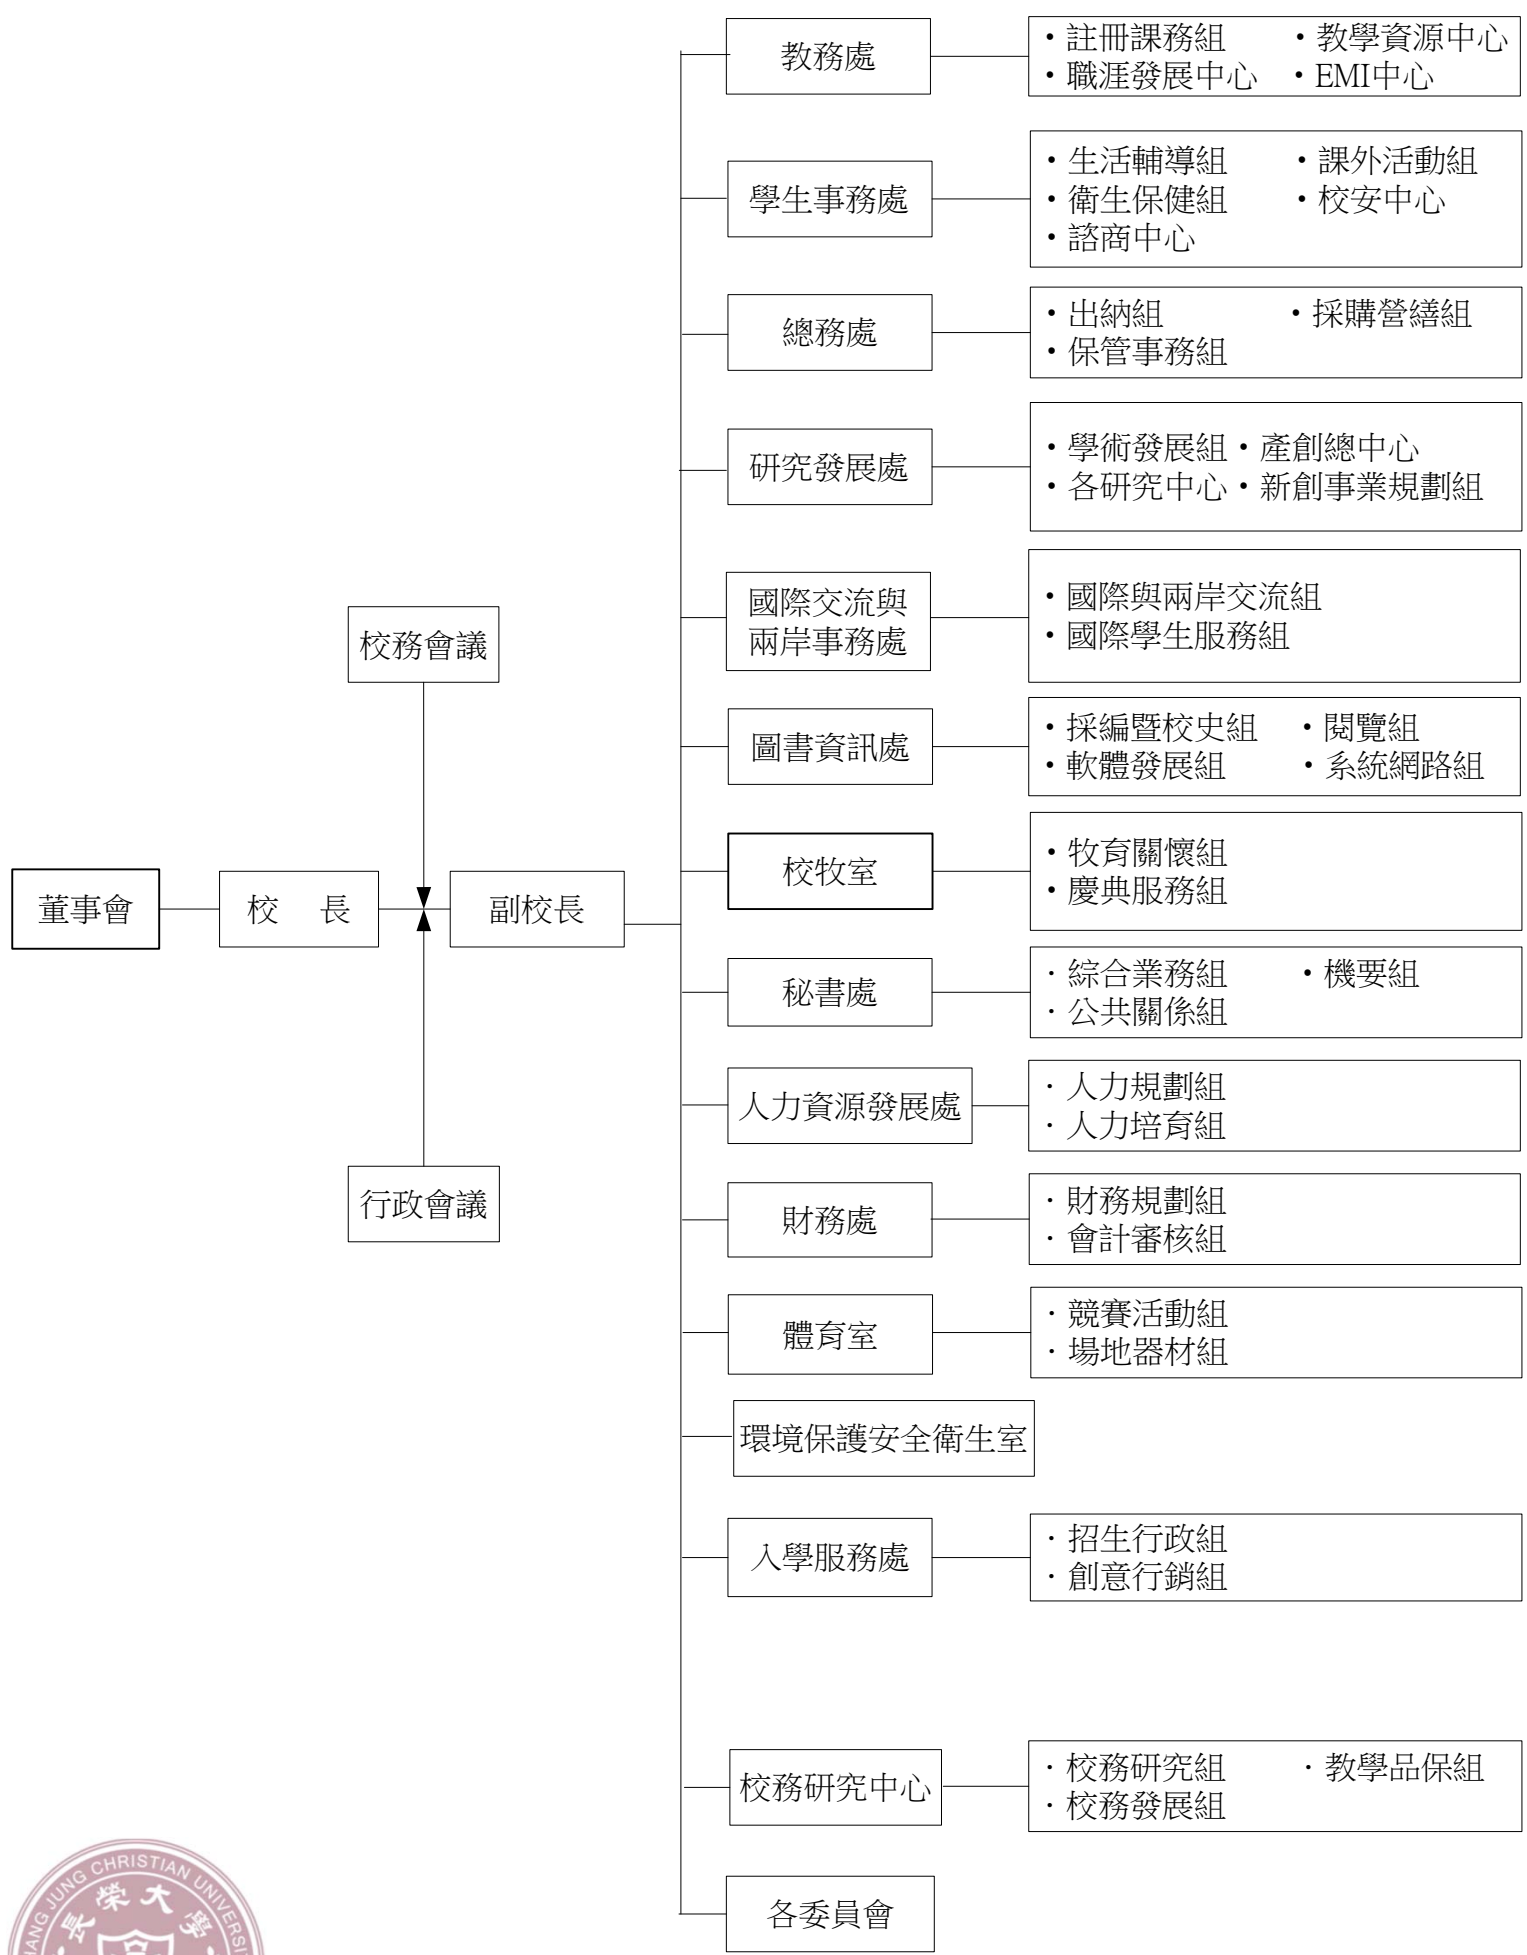 教務處
・註冊課務組 ・教學資源中心
・職涯發展中心 ・EMI中心
學生事務處
・生活輔導組 ・課外活動組
・衛生保健組 ・校安中心
・諮商中心
總務處
・出納組 ・採購營繕組
・保管事務組
研究發展處
・學術發展組・產創總中心
・各研究中心・新創事業規劃組
國際交流與
兩岸事務處
・國際與兩岸交流組
・國際學生服務組
校務會議
圖書資訊處
・採編暨校史組 ・閱覽組
・軟體發展組 ・系統網路組
校牧室
・牧育關懷組
・慶典服務組
董事會
校 長
副校長
秘書處
・綜合業務組 ・機要組
・公共關係組
人力資源發展處
・人力規劃組
・人力培育組
行政會議
財務處
・財務規劃組
・會計審核組
體育室
・競賽活動組
・場地器材組
環境保護安全衛生室
入學服務處
・招生行政組
・創意行銷組
校務研究中心
・校務研究組 ・教學品保組
・校務發展組
各委員會
JUNG CHRISTIAN
長榮大學